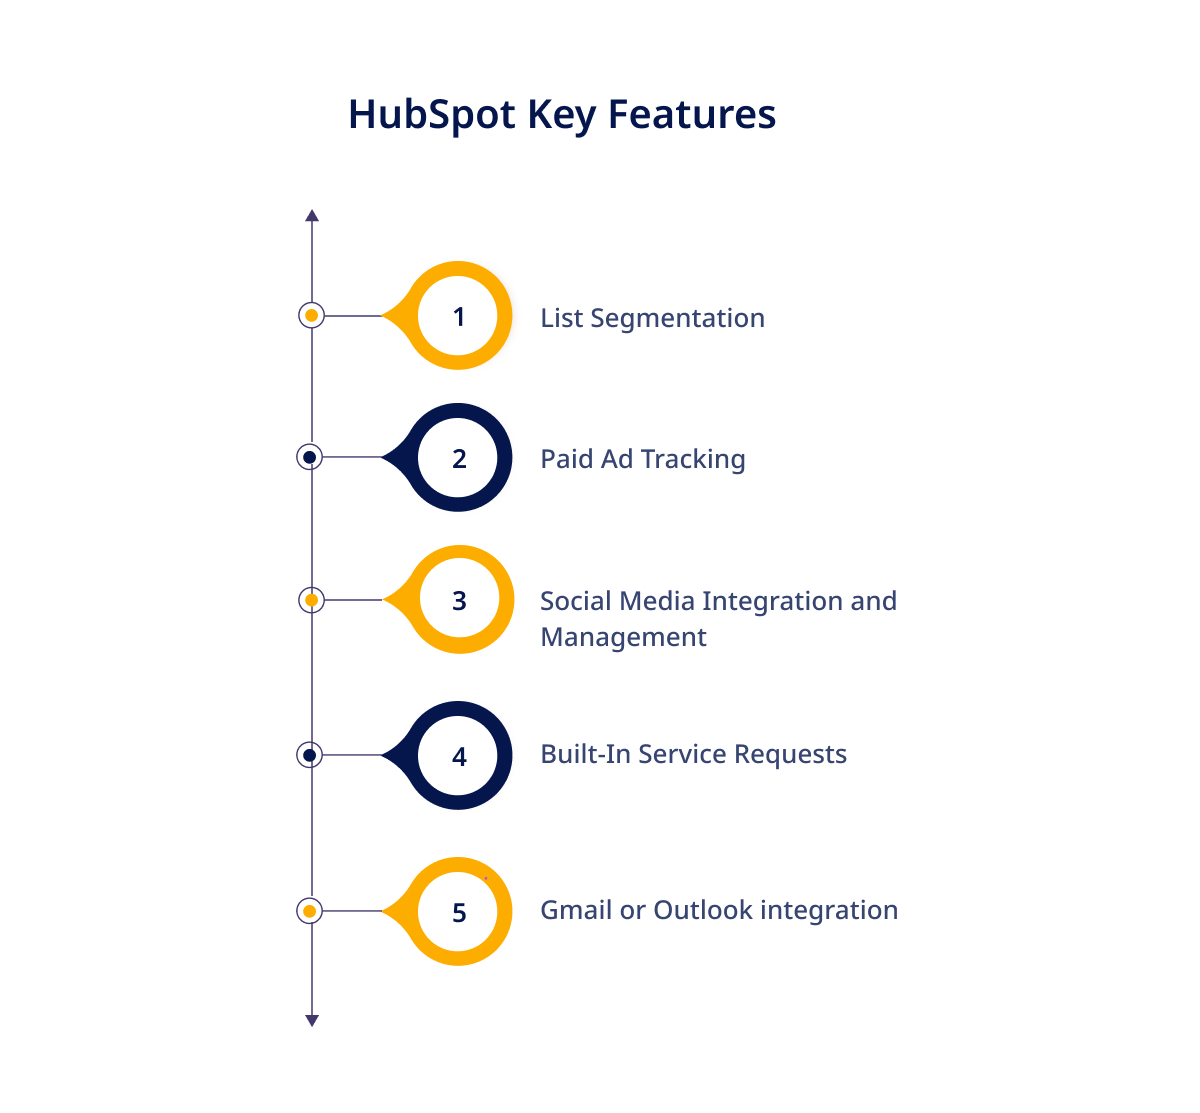 HubSpot Key Features
1
List Segmentation
2
Paid Ad Tracking
3
Social Media Integration and
Management
4
Built-In Service Requests
5
Gmail or Outlook integration